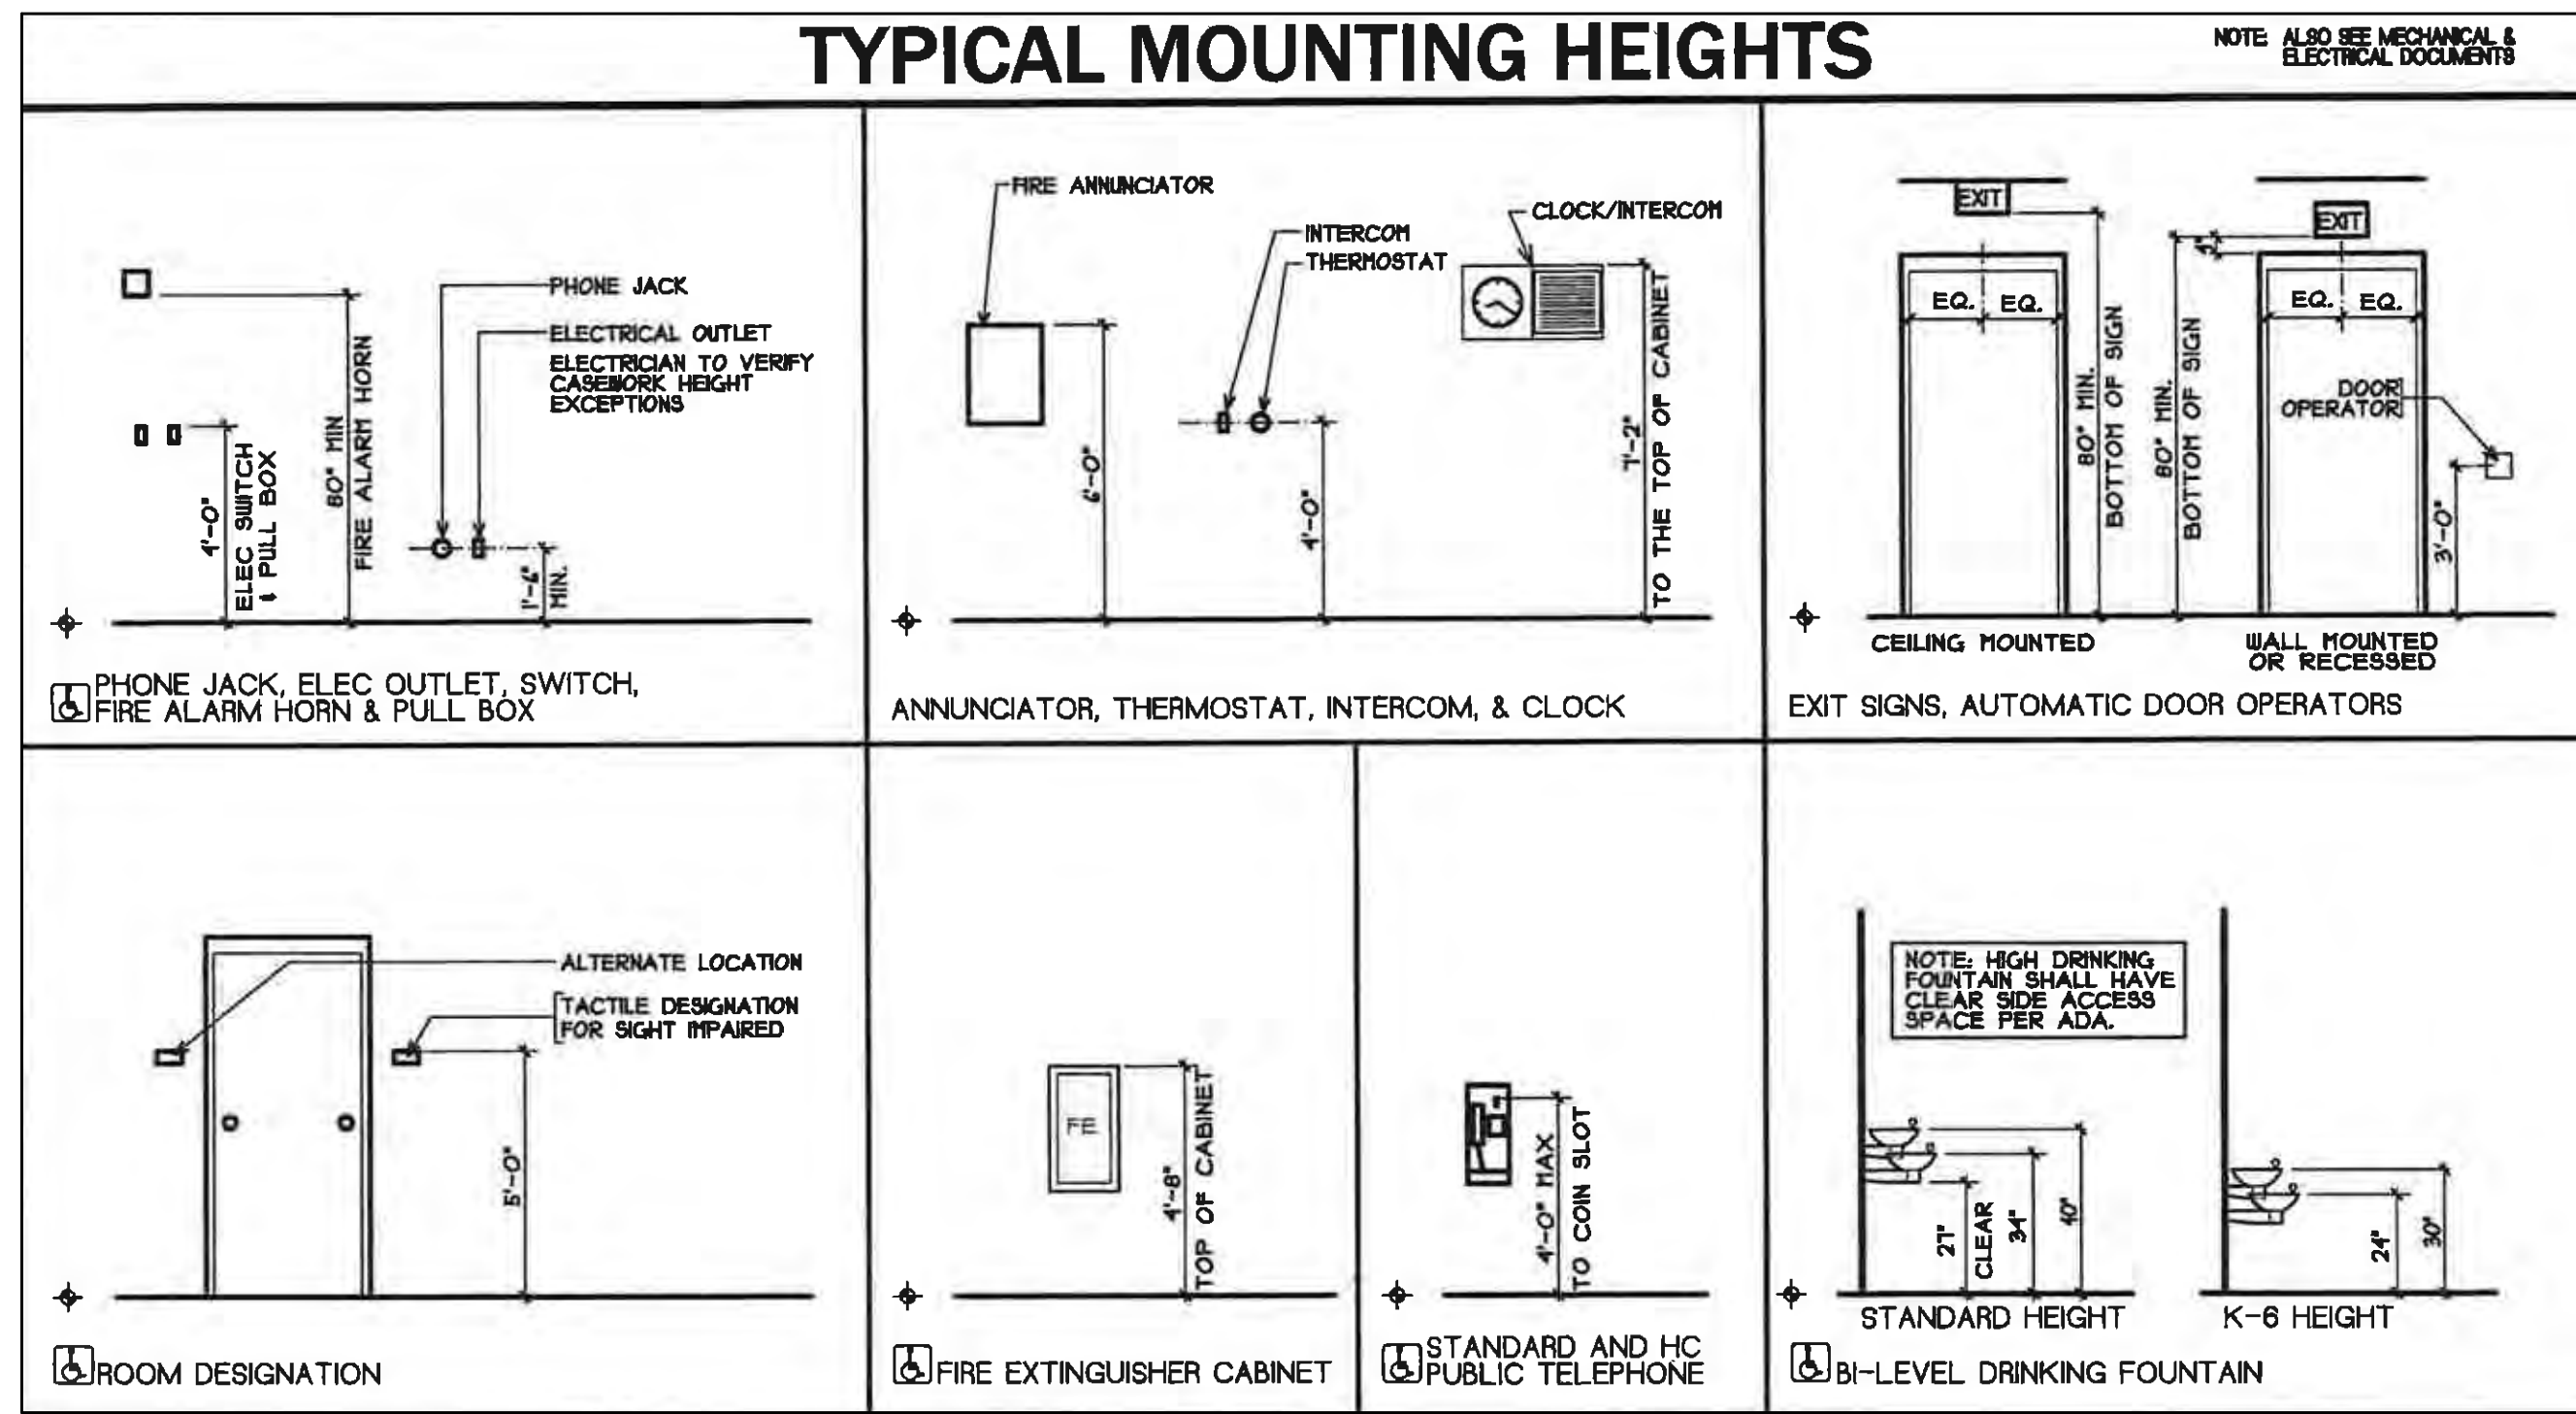 TYPICAL MOUNTING HEIGHTS
NOTE: ALSO SEE MECHANICAL &
ELECTRICAL DOCUMENTS
PHONE JACK
ELECTRICAL OUTLET
ELECTRICIAN TO VERIFY
CASEWORK HEIGHT
EXCEPTIONS
4'-0"
ELEC SWITCH
& PULL BOX
80" MIN
FIRE ALARM HORN
1'-6"
MIN.
PHONE JACK, ELEC OUTLET, SWITCH,
FIRE ALARM HORN & PULL BOX
FIRE ANNUNCIATOR
INTERCOM
THERMOSTAT
CLOCK/INTERCOM
6'-0"
4'-0"
7'-2"
TO THE TOP OF CABINET
ANNUNCIATOR, THERMOSTAT, INTERCOM, & CLOCK
EXIT
EQ. EQ.
80" MIN.
BOTTOM OF SIGN
CEILING MOUNTED
EXIT
4"
EQ. EQ.
80" MIN.
BOTTOM OF SIGN
DOOR
OPERATOR
3'-0"
WALL MOUNTED
OR RECESSED
EXIT SIGNS, AUTOMATIC DOOR OPERATORS
ALTERNATE LOCATION
TACTILE DESIGNATION
FOR SIGHT IMPAIRED
5'-0"
ROOM DESIGNATION
FE
4'-8"
TOP OF CABINET
FIRE EXTINGUISHER CABINET
4'-0" MAX
TO COIN SLOT
STANDARD AND HC
PUBLIC TELEPHONE
NOTE: HIGH DRINKING
FOUNTAIN SHALL HAVE
CLEAR SIDE ACCESS
SPACE PER ADA.
27"
CLEAR
34"
40"
STANDARD HEIGHT
24"
30"
K-6 HEIGHT
BI-LEVEL DRINKING FOUNTAIN